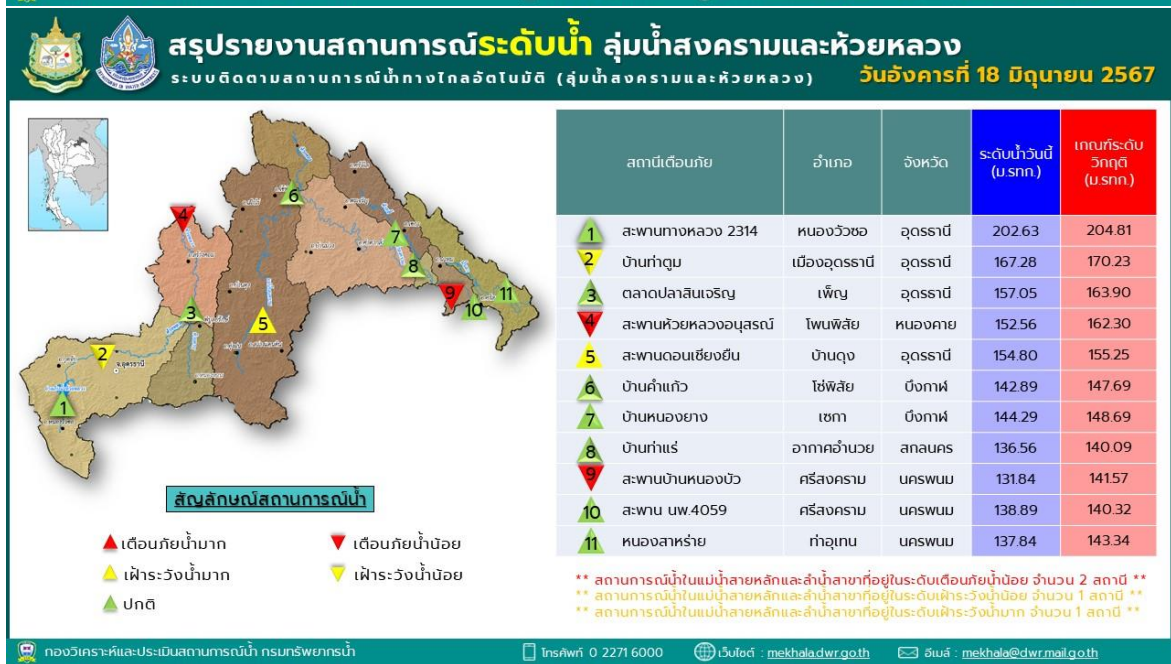 สรุปรายงานสถานการณ์ระดับน้ำ ลุ่มน้ำสงครามและห้วยหลวง
ระบบติดตามสถานการณ์น้ำทางไกลอัตโนมัติ (ลุ่มน้ำสงครามและห้วยหลวง) วันอังคารที่ 18 มิถุนายน 2567
สถานีเตือนภัย อำเภอ จังหวัด ระดับน้ำวันนี้ (ม.รทก.) เกณฑ์ระดับวิกฤติ (ม.รทก.)
1 สะพานทางหลวง 2314 หนองวัวซอ อุดรธานี 202.63 204.81
2 บ้านท่าตูม เมืองอุดรธานี อุดรธานี 167.28 170.23
3 ตลาดปลาสินเจริญ เพ็ญ อุดรธานี 157.05 163.90
4 สะพานห้วยหลวงอนุสรณ์ โพนพิสัย หนองคาย 152.56 162.30
5 สะพานดอนเชียงยืน บ้านดุง อุดรธานี 154.80 155.25
6 บ้านคำแก้ว โซ่พิสัย บึงกาฬ 142.89 147.69
7 บ้านหนองยาง เซกา บึงกาฬ 144.29 148.69
8 บ้านท่าแร่ อากาศอำนวย สกลนคร 136.56 140.09
9 สะพานบ้านหนองบัว ศรีสงคราม นครพนม 131.84 141.57
10 สะพาน นพ.4059 ศรีสงคราม นครพนม 138.89 140.32
11 หนองสาหร่าย ท่าอุเทน นครพนม 137.84 143.34
4
6
7
8
9
10
11
3
5
2
จ.อุดรธานี
1
สัญลักษณ์สถานการณ์น้ำ
เตือนภัยน้ำมาก เตือนภัยน้ำน้อย
เฝ้าระวังน้ำมาก เฝ้าระวังน้ำน้อย
ปกติ
** สถานการณ์น้ำในแม่น้ำสายหลักและลำน้ำสาขาที่อยู่ในระดับเตือนภัยน้ำน้อย จำนวน 2 สถานี **
** สถานการณ์น้ำในแม่น้ำสายหลักและลำน้ำสาขาที่อยู่ในระดับเฝ้าระวังน้ำน้อย จำนวน 1 สถานี **
** สถานการณ์น้ำในแม่น้ำสายหลักและลำน้ำสาขาที่อยู่ในระดับเฝ้าระวังน้ำมาก จำนวน 1 สถานี **
กองวิเคราะห์และประเมินสถานการณ์น้ำ กรมทรัพยากรน้ำ โทรศัพท์ 0 2271 6000 เว็บไซต์ : mekhala.dwr.go.th อีเมล์ : mekhala@dwr.mail.go.th